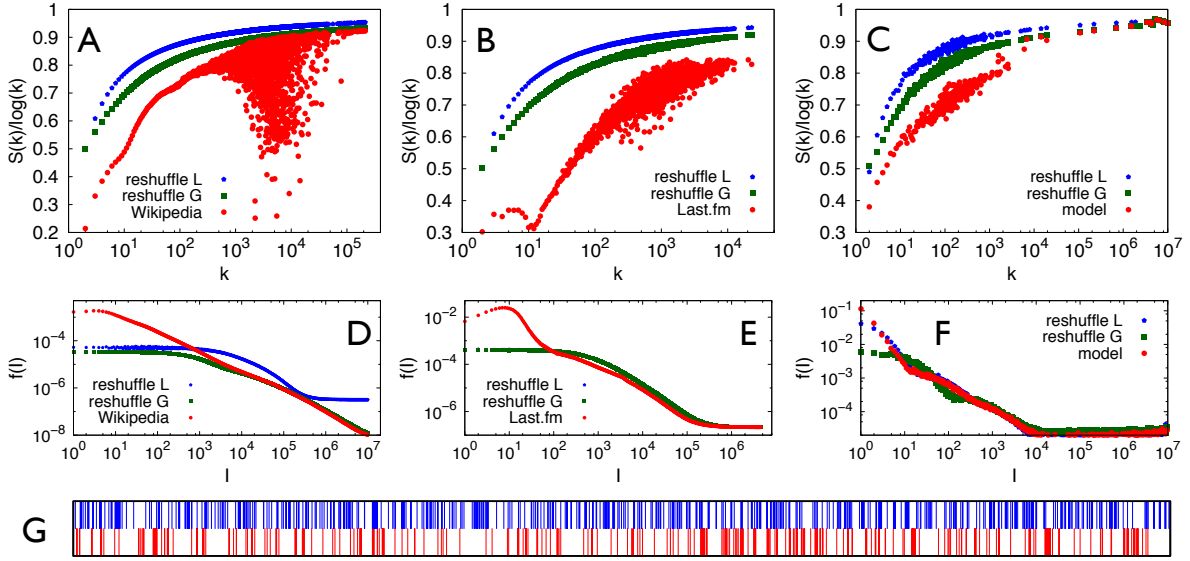 A
S(k)/log(k)
1
0.9
0.8
0.7
0.6
0.5
0.4
0.3
0.2
reshuffle L
reshuffle G
Wikipedia
10^0
10^1
10^2
10^3
10^4
10^5
k
B
S(k)/log(k)
1
0.9
0.8
0.7
0.6
0.5
0.4
0.3
reshuffle L
reshuffle G
Last.fm
10^0
10^1
10^2
10^3
10^4
k
C
S(k)/log(k)
1
0.9
0.8
0.7
0.6
0.5
0.4
0.3
reshuffle L
reshuffle G
model
10^0
10^1
10^2
10^3
10^4
10^5
10^6
10^7
k
D
f(l)
10^-4
10^-6
10^-8
reshuffle L
reshuffle G
Wikipedia
10^0
10^1
10^2
10^3
10^4
10^5
10^6
10^7
l
E
f(l)
10^-2
10^-4
10^-6
reshuffle L
reshuffle G
Last.fm
10^0
10^1
10^2
10^3
10^4
10^5
10^6
l
F
f(l)
10^-1
10^-2
10^-3
10^-4
reshuffle L
reshuffle G
model
10^0
10^1
10^2
10^3
10^4
10^5
10^6
10^7
l
G